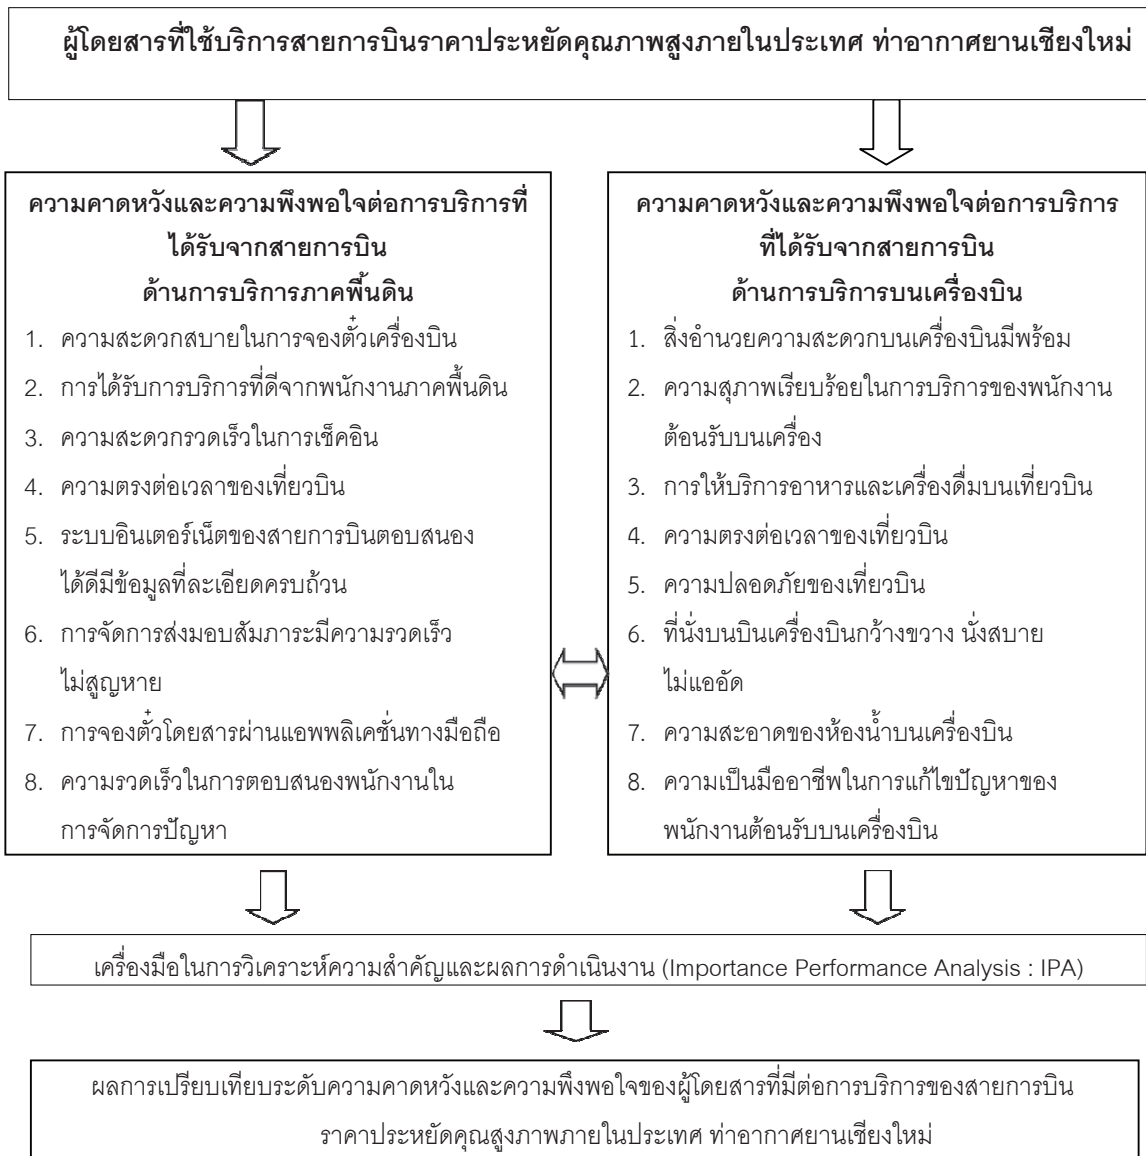 ผู้โดยสารที่ใช้บริการสายการบินราคาประหยัดคุณภาพสูงภายในประเทศ ท่าอากาศยานเชียงใหม่
ความคาดหวังและความพึงพอใจต่อการบริการที่
ได้รับจากสายการบิน
ด้านการบริการภาคพื้นดิน
1. ความสะดวกสบายในการจองตั๋วเครื่องบิน
2. การได้รับการบริการที่ดีจากพนักงานภาคพื้นดิน
3. ความสะดวกรวดเร็วในการเช็คอิน
4. ความตรงต่อเวลาของเที่ยวบิน
5. ระบบอินเตอร์เน็ตของสายการบินตอบสนอง
ได้ดีมีข้อมูลที่ละเอียดครบถ้วน
6. การจัดการส่งมอบสัมภาระมีความรวดเร็ว
ไม่สูญหาย
7. การจองตั๋วโดยสารผ่านแอพพลิเคชั่นทางมือถือ
8. ความรวดเร็วในการตอบสนองพนักงานใน
การจัดการปัญหา
ความคาดหวังและความพึงพอใจต่อการบริการ
ที่ได้รับจากสายการบิน
ด้านการบริการบนเครื่องบิน
1. สิ่งอำนวยความสะดวกบนเครื่องบินมีพร้อม
2. ความสุภาพเรียบร้อยในการบริการของพนักงาน
ต้อนรับบนเครื่อง
3. การให้บริการอาหารและเครื่องดื่มบนเที่ยวบิน
4. ความตรงต่อเวลาของเที่ยวบิน
5. ความปลอดภัยของเที่ยวบิน
6. ที่นั่งบนบินเครื่องบินกว้างขวาง นั่งสบาย
ไม่แออัด
7. ความสะอาดของห้องน้ำบนเครื่องบิน
8. ความเป็นมืออาชีพในการแก้ไขปัญหาของ
พนักงานต้อนรับบนเครื่องบิน
เครื่องมือในการวิเคราะห์ความสำคัญและผลการดำเนินงาน (Importance Performance Analysis : IPA)
ผลการเปรียบเทียบระดับความคาดหวังและความพึงพอใจของผู้โดยสารที่มีต่อการบริการของสายการบิน
ราคาประหยัดคุณสูงภาพภายในประเทศ ท่าอากาศยานเชียงใหม่